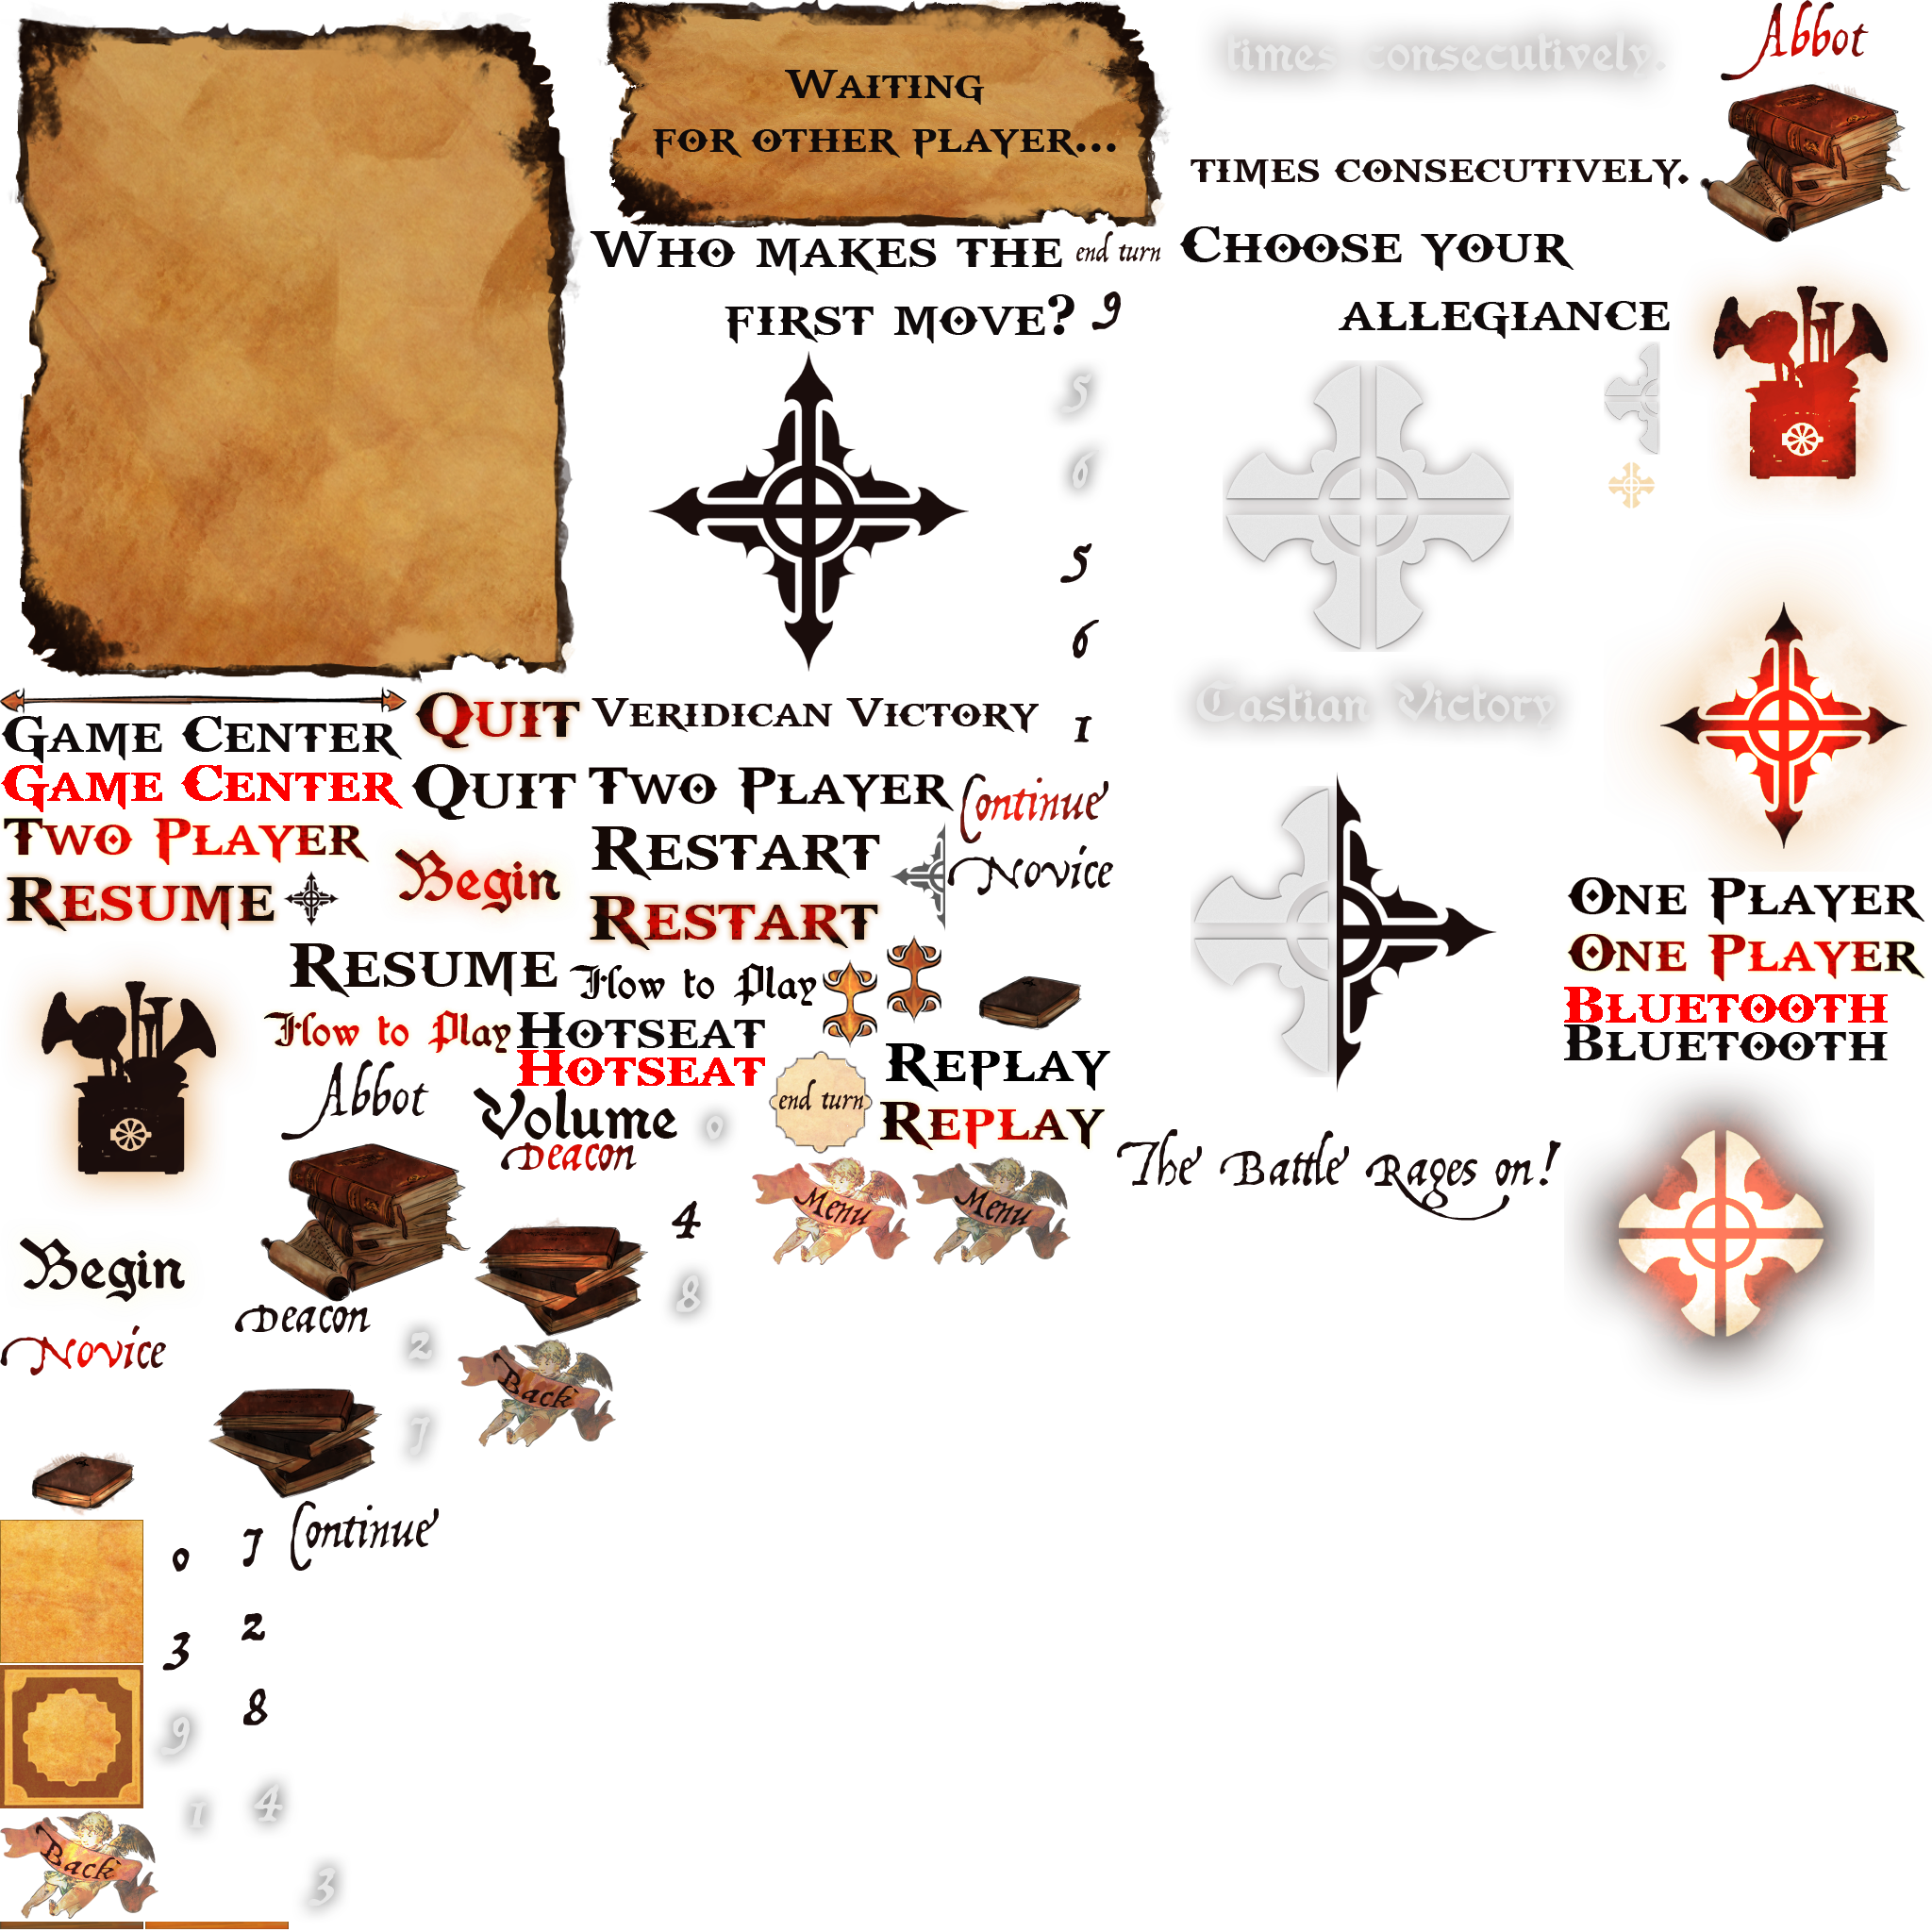 times consecutively.
Abbot
Waiting
for other player...
times consecutively.
Who makes the
end turn
Choose your
first move?
9
allegiance
5
6
5
6
Castian Victory
Quit
Veridican Victory
1
Game Center
Game Center
Quit
Two Player
Continue
Two Player
Begin
Restart
Novice
Resume
Restart
One Player
One Player
Resume
How to Play
Bluetooth
How to Play
Hotseat
Bluetooth
Hotseat
Replay
Abbot
Volume
0
end turn
Replay
Deacon
The Battle Rages on!
Menu
Menu
4
Begin
8
Deacon
2
Novice
Back
7
Continue
0
7
3
2
9
8
1
4
Back
3